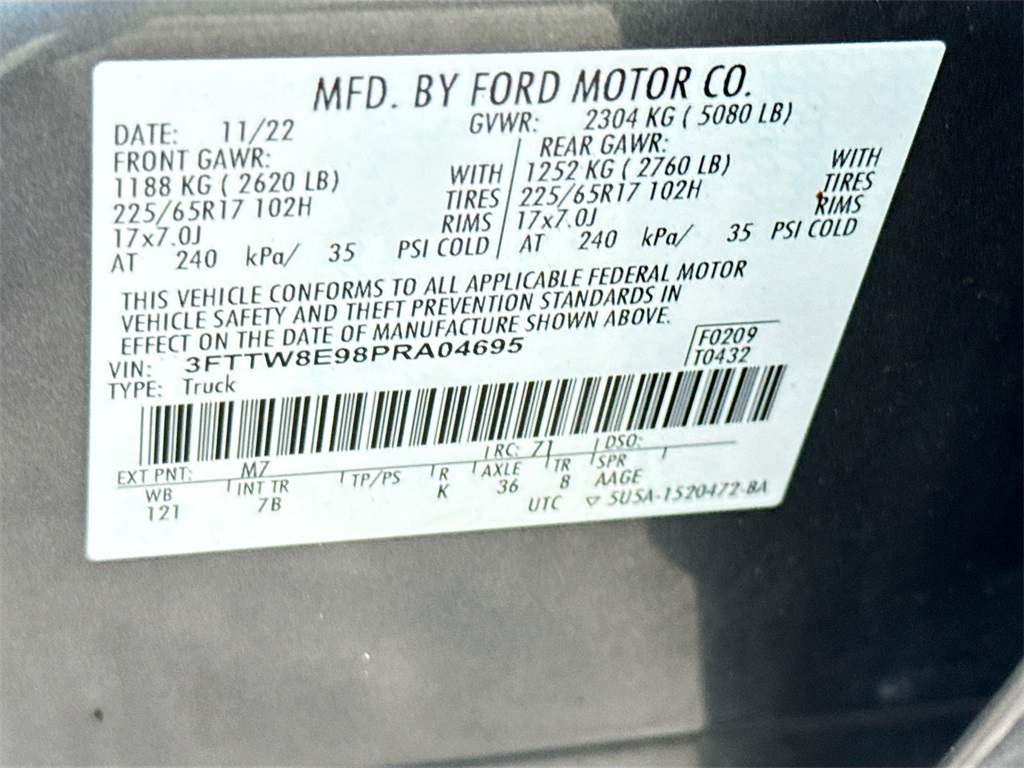 MFD. BY FORD MOTOR CO.
DATE: 11/22 GVWR: 2304 KG ( 5080 LB)
FRONT GAWR: REAR GAWR:
1188 KG ( 2620 LB) WITH 1252 KG ( 2760 LB) WITH
225/65R17 102H TIRES 225/65R17 102H TIRES
17x7.0J RIMS 17x7.0J RIMS
AT 240 kPa/ 35 PSI COLD AT 240 kPa/ 35 PSI COLD
THIS VEHICLE CONFORMS TO ALL APPLICABLE FEDERAL MOTOR
VEHICLE SAFETY AND THEFT PREVENTION STANDARDS IN
EFFECT ON THE DATE OF MANUFACTURE SHOWN ABOVE.
VIN: 3FTTW8E98PRA04695 F0209
TYPE: Truck T0432
EXT PNT: M7 RC: 71 DSO:
WB INT TR TP/PS R AXLE TR SPR
121 7B K 36 8 AAGE
UTC ▽ 5U5A-1520472-BA